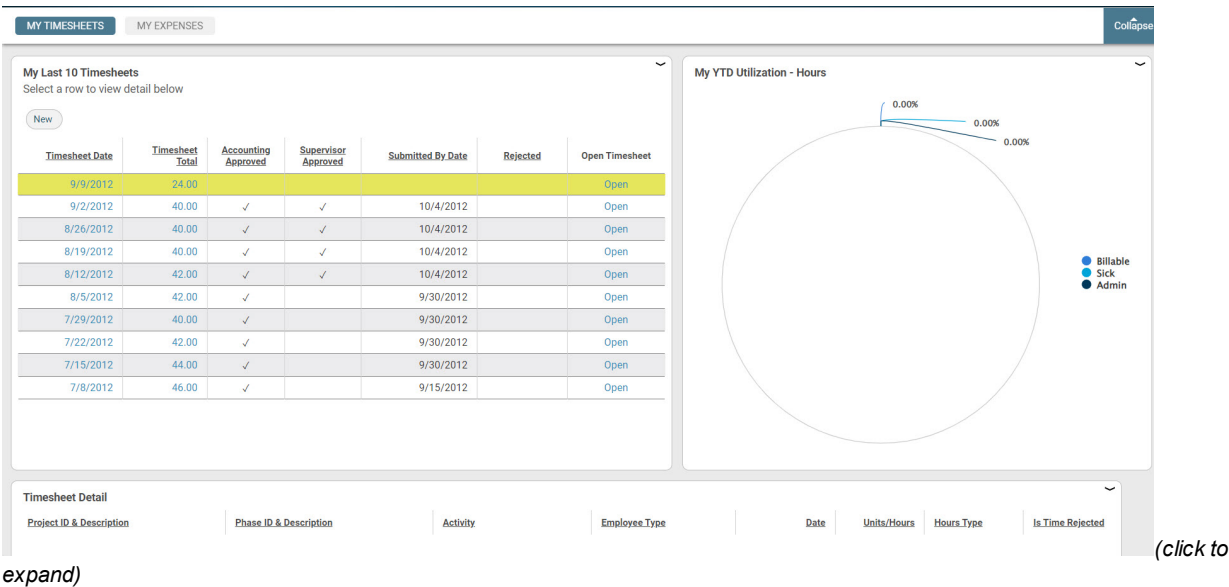 MY TIMESHEETS MY EXPENSES Collapse
My Last 10 Timesheets
Select a row to view detail below
New
Timesheet Date Timesheet Total Accounting Approved Supervisor Approved Submitted By Date Rejected Open Timesheet
9/9/2012 24.00 Open
9/2/2012 40.00 ✓ ✓ 10/4/2012 Open
8/26/2012 40.00 ✓ ✓ 10/4/2012 Open
8/19/2012 40.00 ✓ ✓ 10/4/2012 Open
8/12/2012 42.00 ✓ ✓ 10/4/2012 Open
8/5/2012 42.00 ✓ 9/30/2012 Open
7/29/2012 40.00 ✓ 9/30/2012 Open
7/22/2012 42.00 ✓ 9/30/2012 Open
7/15/2012 44.00 ✓ 9/30/2012 Open
7/8/2012 46.00 ✓ 9/15/2012 Open
My YTD Utilization - Hours
0.00%
0.00%
0.00%
Billable
Sick
Admin
Timesheet Detail
Project ID & Description Phase ID & Description Activity Employee Type Date Units/Hours Hours Type Is Time Rejected
(click to
expand)